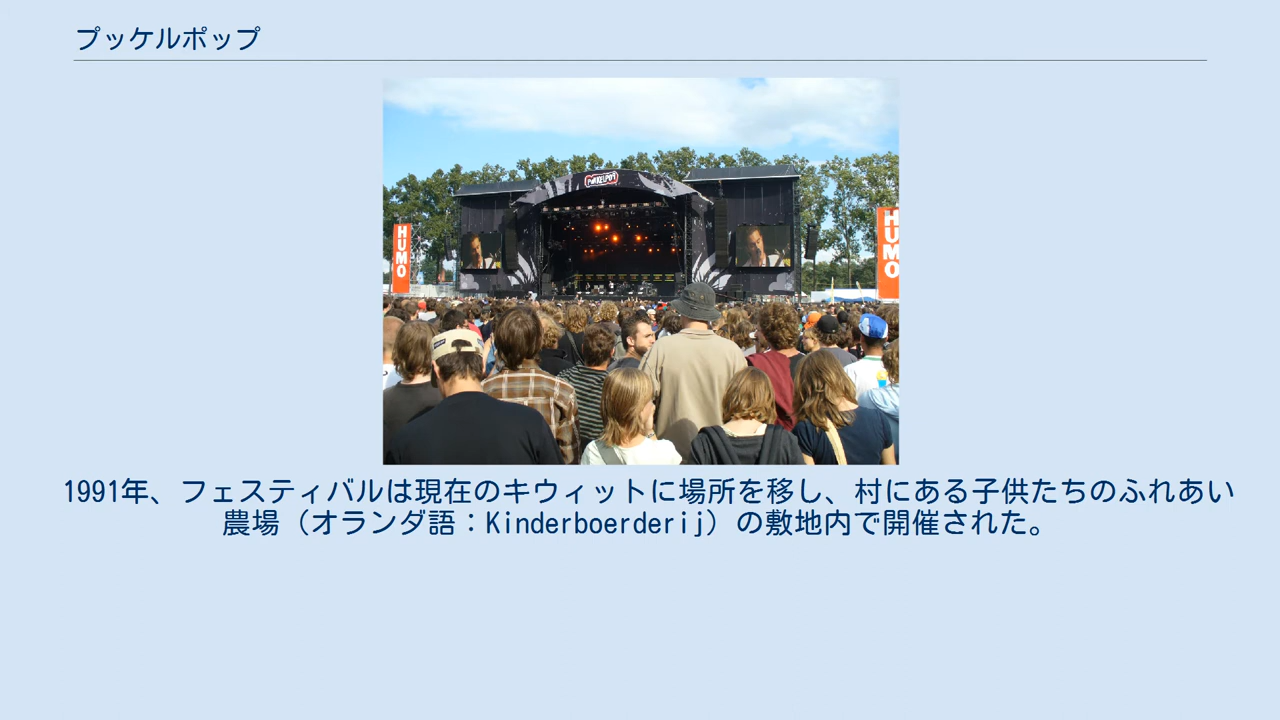 プッケルポップ
PUKKELPOP
HUMO
HUMO
1991年、フェスティバルは現在のキウィットに場所を移し、村にある子供たちのふれあい
農場（オランダ語：Kinderboerderij）の敷地内で開催された。